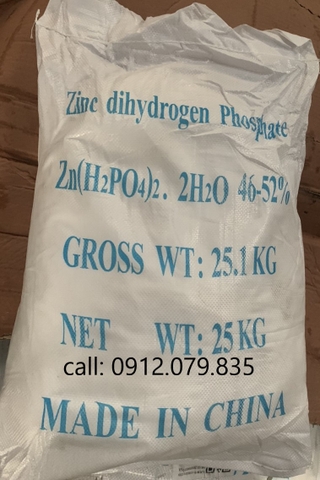 Zinc dihydrogen Phosphate
Zn(H2PO4)2. 2H2O 46-52%
GROSS WT: 25.1 KG
NET WT: 25 KG
call: 0912.079.835
MADE IN CHINA